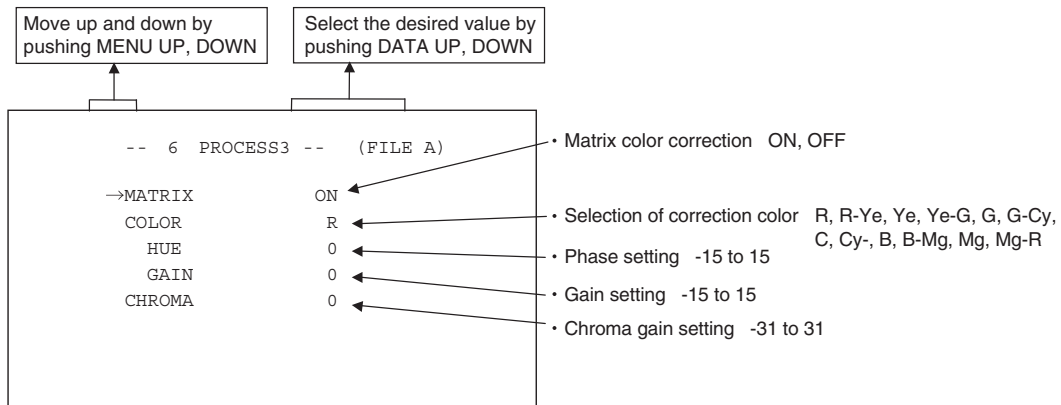 Move up and down by
pushing MENU UP, DOWN
Select the desired value by
pushing DATA UP, DOWN
-- 6 PROCESS3 -- (FILE A)
→MATRIX ON
COLOR R
HUE 0
GAIN 0
CHROMA 0
・Matrix color correction ON, OFF
・Selection of correction color R, R-Ye, Ye, Ye-G, G, G-Cy,
C, Cy-, B, B-Mg, Mg, Mg-R
・Phase setting -15 to 15
・Gain setting -15 to 15
・Chroma gain setting -31 to 31